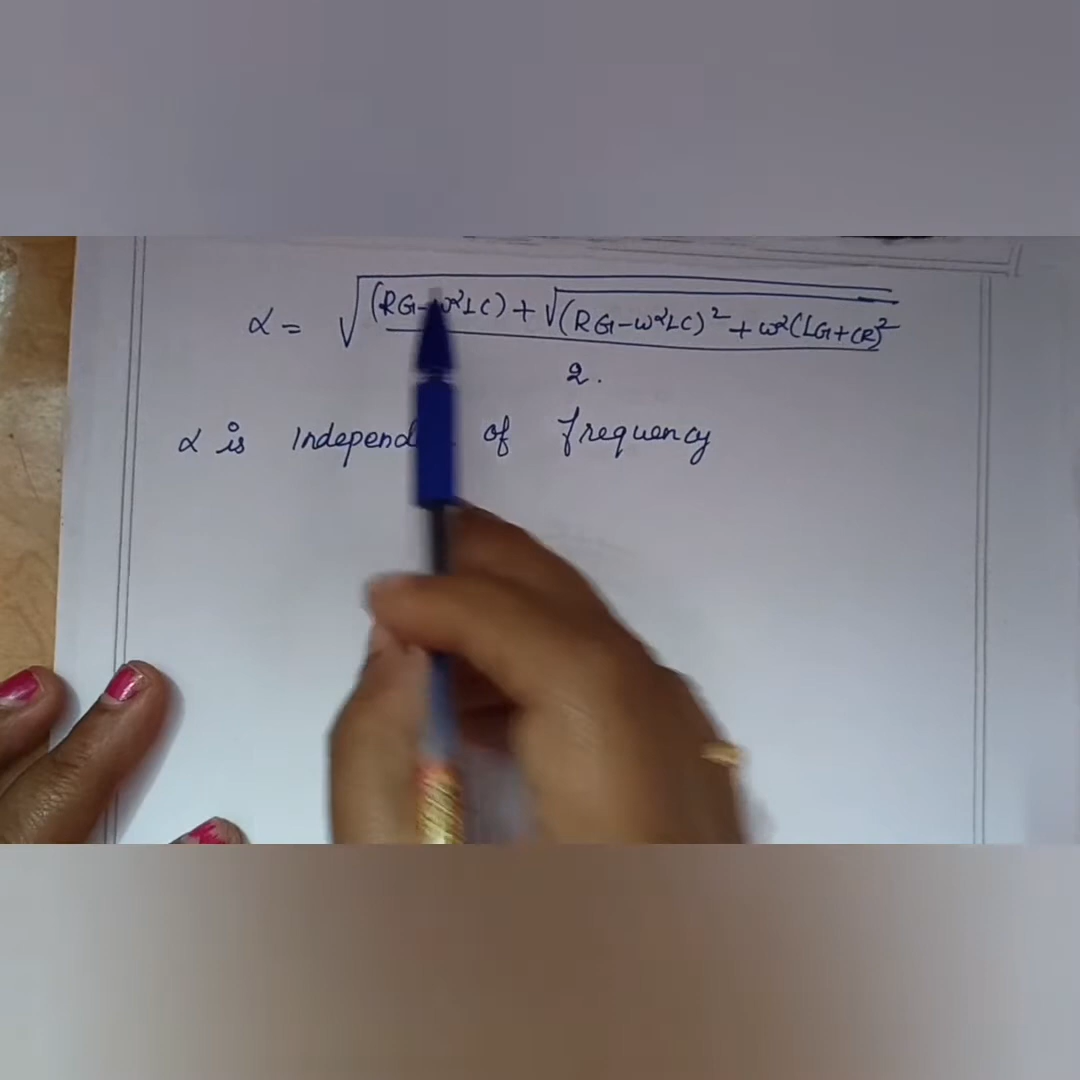 α = √(RG-ω²LC) + √(RG-ω²LC)² + ω²(LG+CR)²
2.
α is Independ of frequency